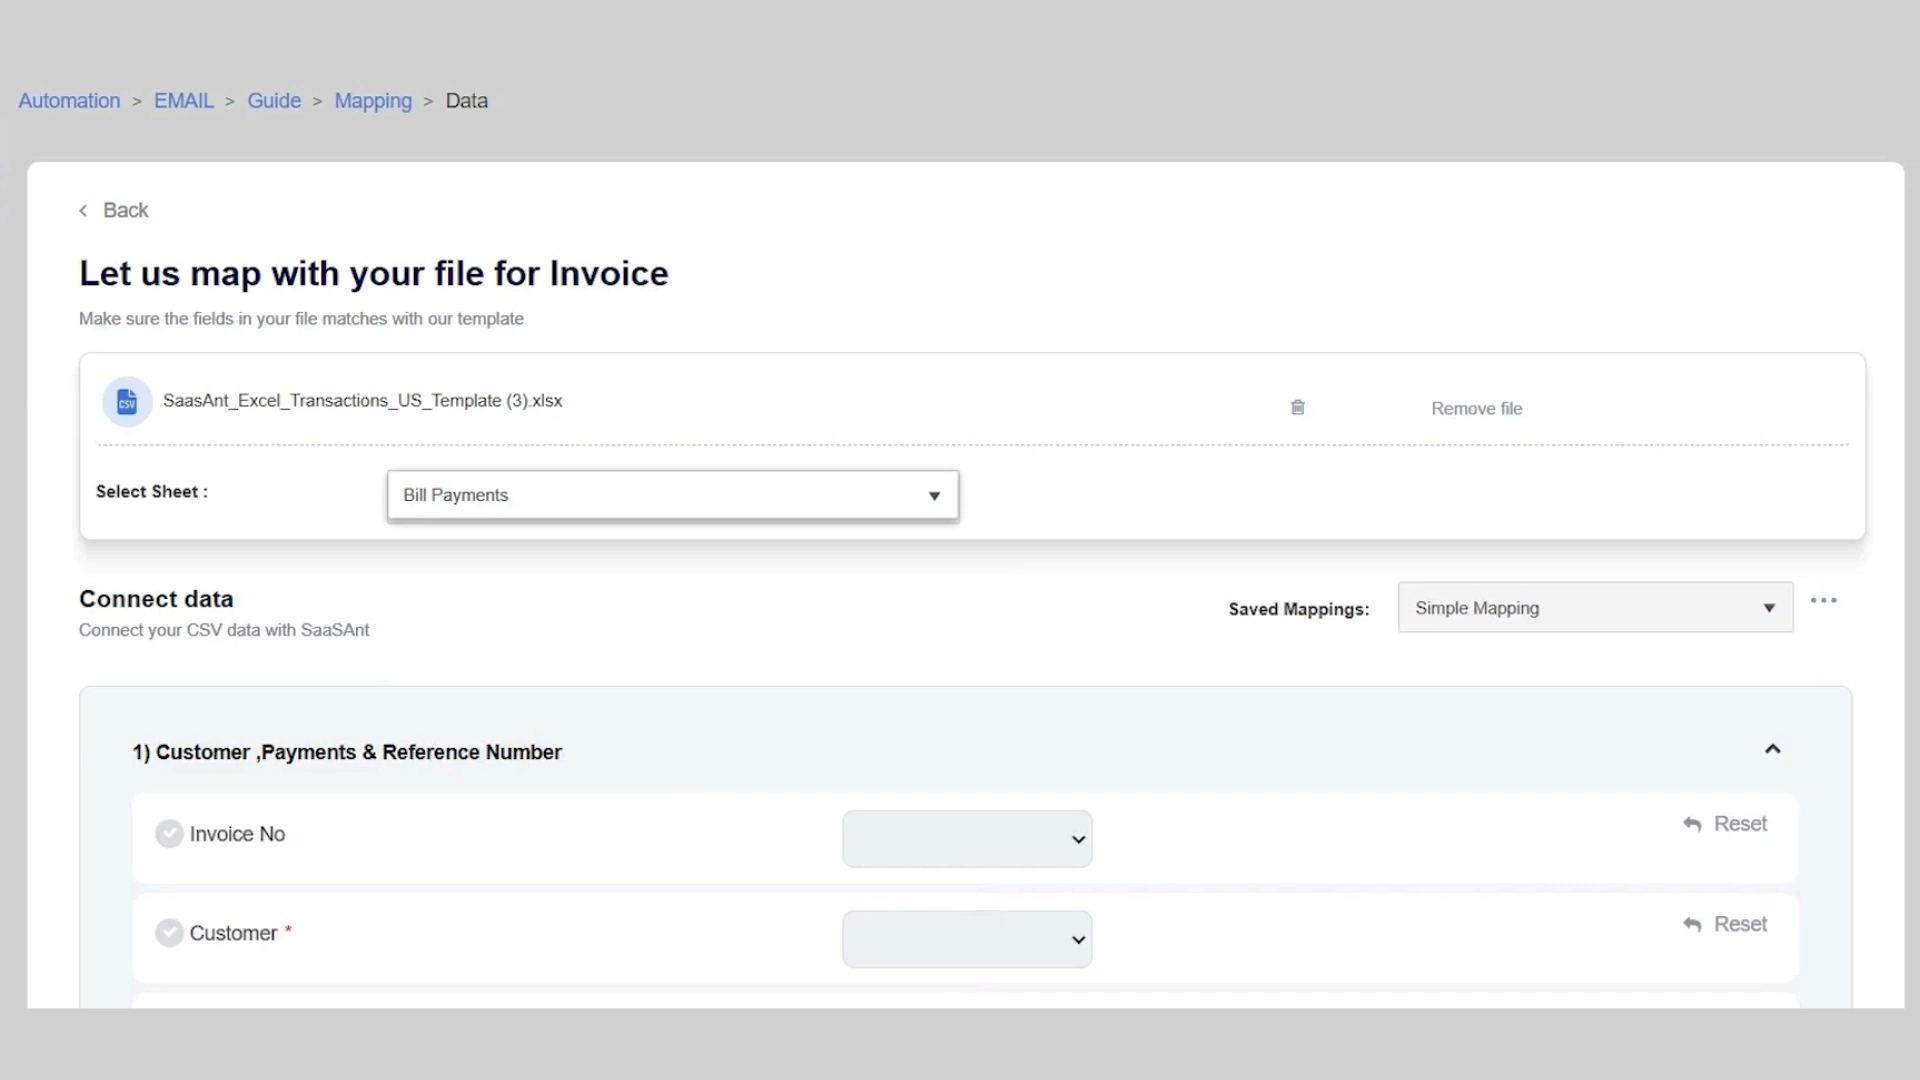 Automation > EMAIL > Guide > Mapping > Data
Back
Let us map with your file for Invoice
Make sure the fields in your file matches with our template
CSV
SaasAnt_Excel_Transactions_US_Template (3).xlsx
Remove file
Select Sheet :
Bill Payments
Connect data
Connect your CSV data with SaaSAnt
Saved Mappings:
Simple Mapping
1) Customer ,Payments & Reference Number
Invoice No
Reset
Customer *
Reset